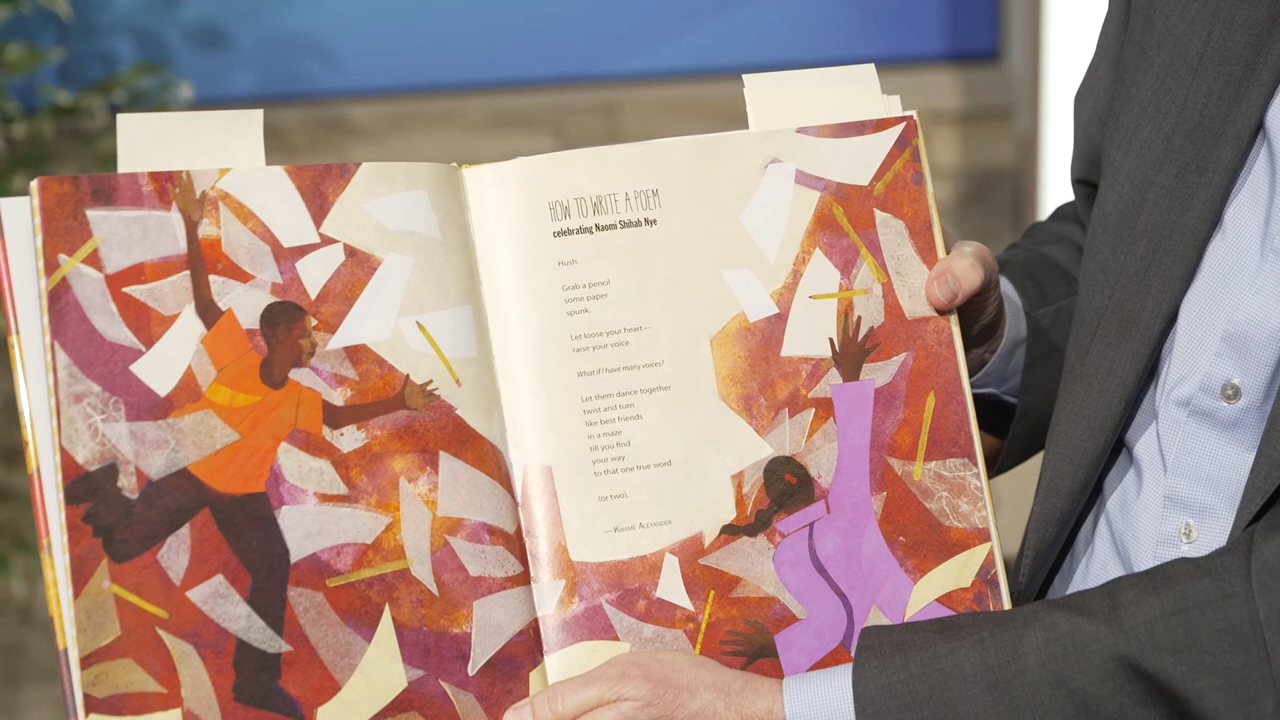 HOW TO WRITE A POEM
celebrating Naomi Shihab Nye
Hush.
Grab a pencil
some paper
spunk.
Let loose your heart—
raise your voice.
What if I have many voices?
Let them dance together
twist and turn
like best friends
in a maze
till you find
your way
to that one true word
(or two).
—KWAME ALEXANDER